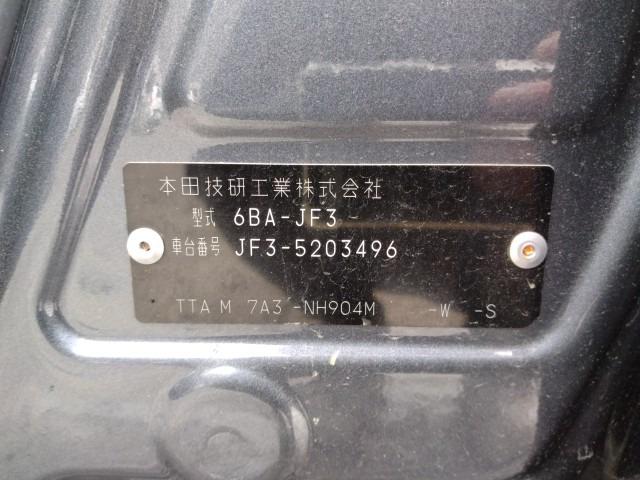 本田技研工業株式会社
型式 6BA-JF3
車台番号 JF3-5203496
TTA M 7A3 -NH904M -W -S